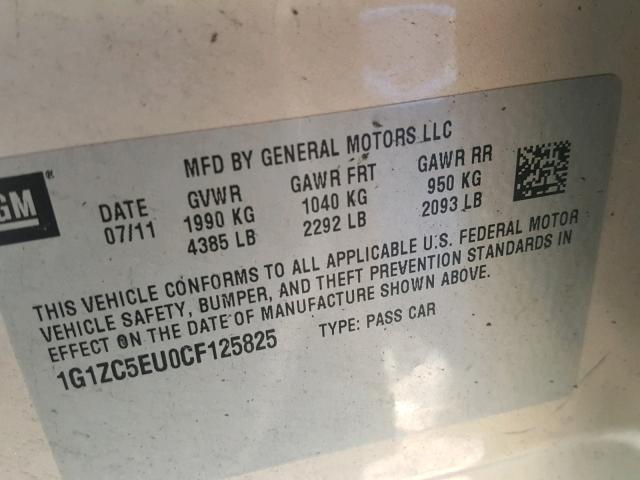 MFD BY GENERAL MOTORS LLC
GM ®
DATE GVWR GAWR FRT GAWR RR
07/11 1990 KG 1040 KG 950 KG
4385 LB 2292 LB 2093 LB
THIS VEHICLE CONFORMS TO ALL APPLICABLE U.S. FEDERAL MOTOR
VEHICLE SAFETY, BUMPER, AND THEFT PREVENTION STANDARDS IN
EFFECT ON THE DATE OF MANUFACTURE SHOWN ABOVE.
1G1ZC5EU0CF125825 TYPE: PASS CAR